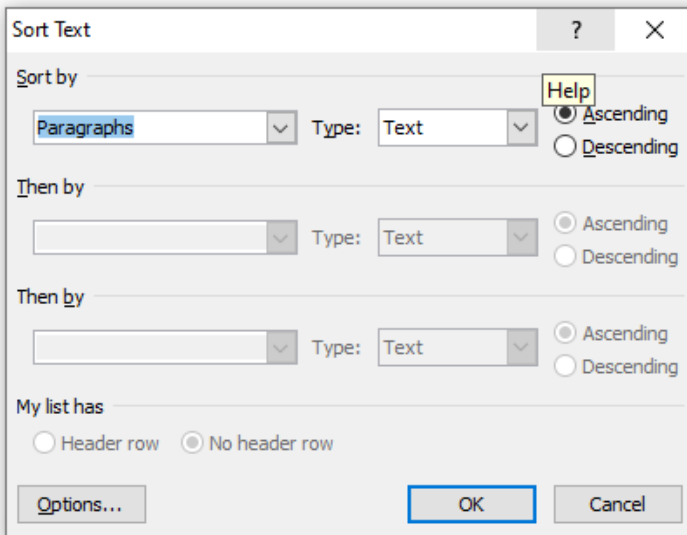 Sort Text ?
Sort by
Help
Paragraphs Type: Text Ascending
Descending
Then by
Type: Text Ascending
Descending
Then by
Type: Text Ascending
Descending
My list has
Header row No header row
Options... OK Cancel